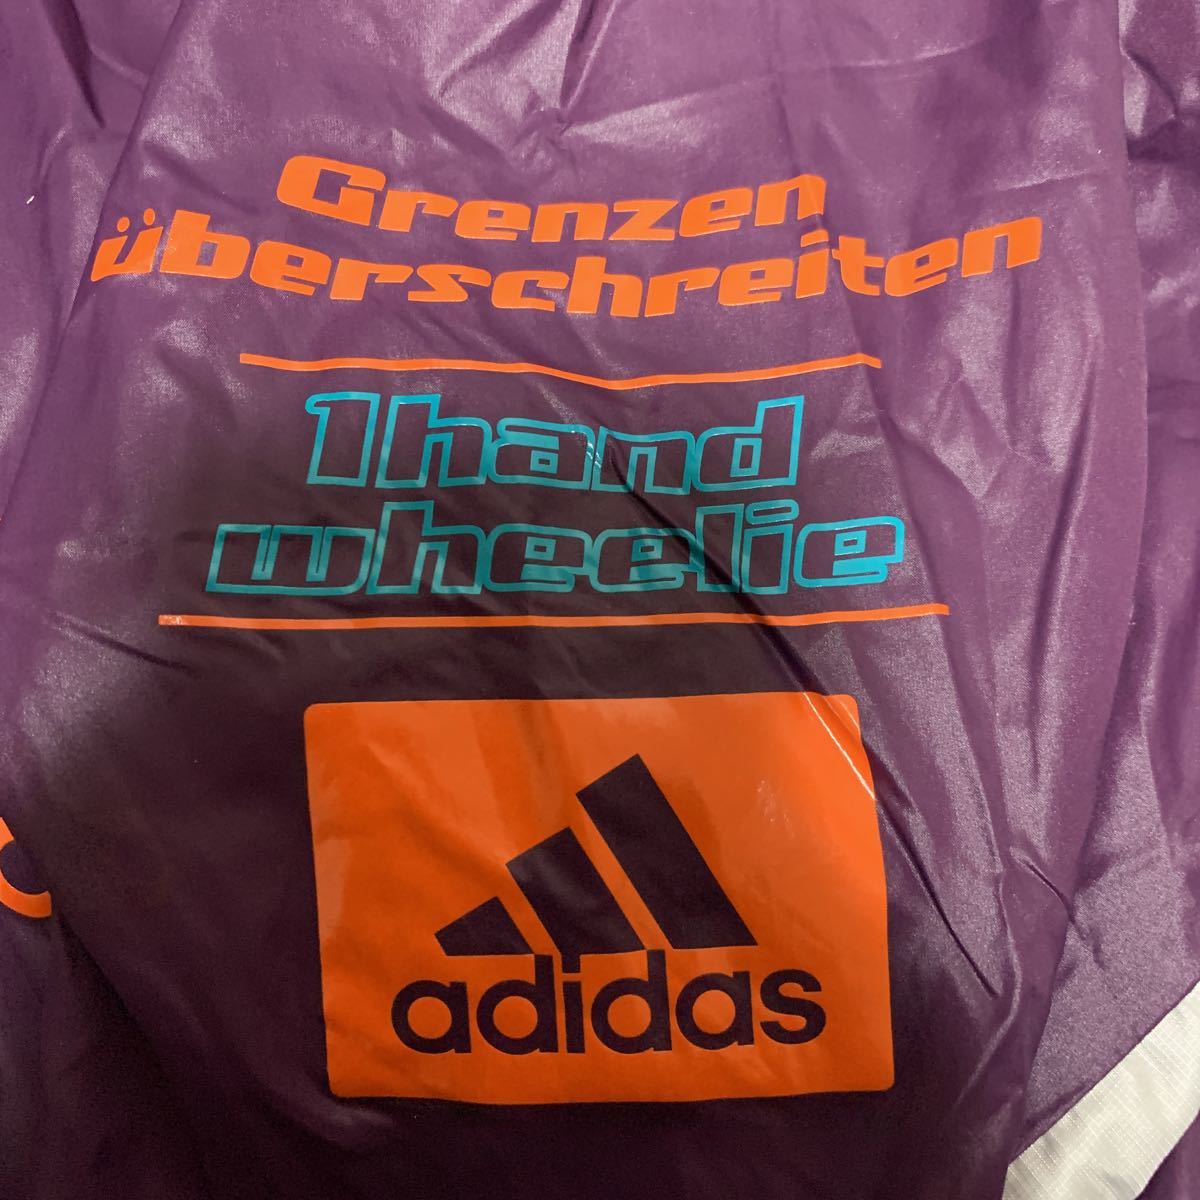 Grenzen
überschreiten
1hand
wheelie
adidas